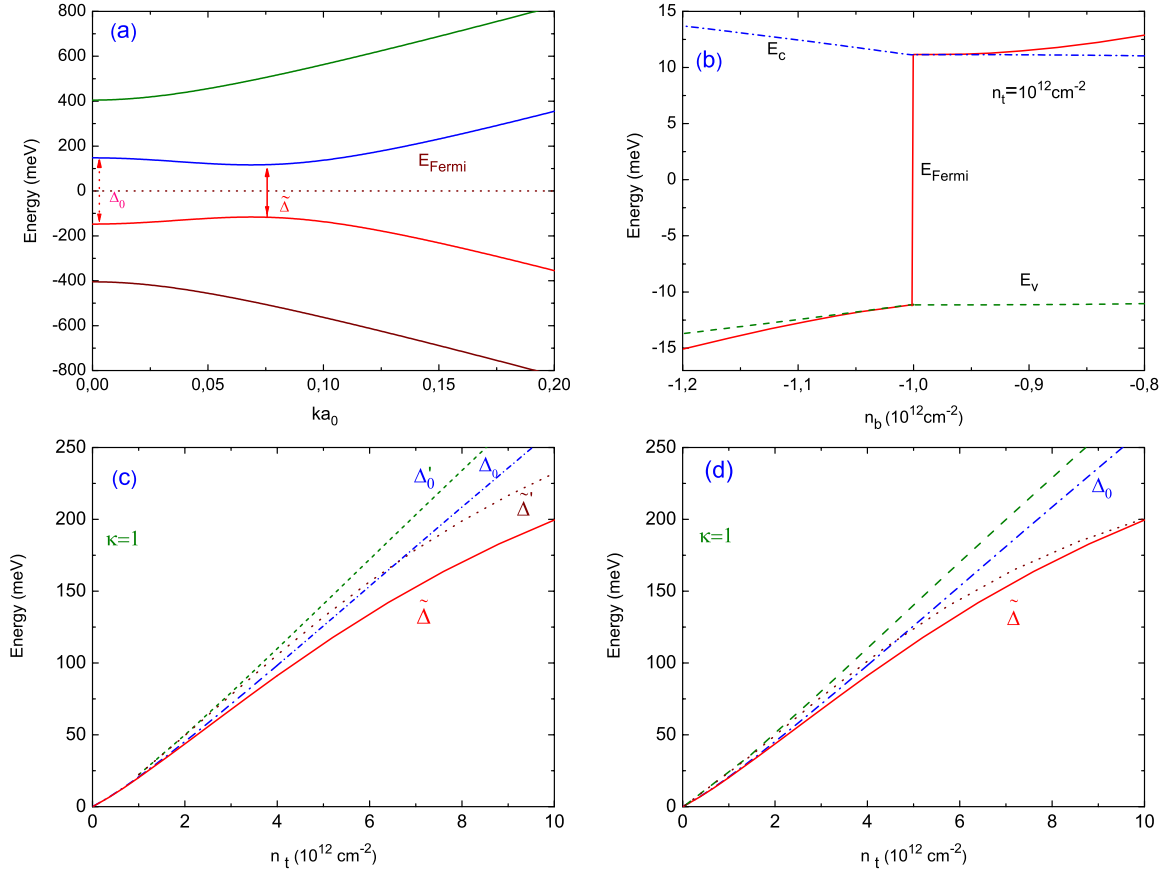 (a)
Energy (meV)
800
600
400
200
0
-200
-400
-600
-800
E_Fermi
Δ_0
Δ̃
0,00 0,05 0,10 0,15 0,20
ka_0
(b)
Energy (meV)
15
10
5
0
-5
-10
-15
E_c
n_t=10^12cm^-2
E_Fermi
E_v
-1,2 -1,1 -1,0 -0,9 -0,8
n_b (10^12cm^-2)
(c)
Energy (meV)
250
200
150
100
50
0
Δ_0' Δ_0
Δ̃'
κ=1
Δ̃
0 2 4 6 8 10
n_t (10^12 cm^-2)
(d)
Energy (meV)
250
200
150
100
50
0
Δ_0
κ=1
Δ̃
0 2 4 6 8 10
n_t (10^12 cm^-2)